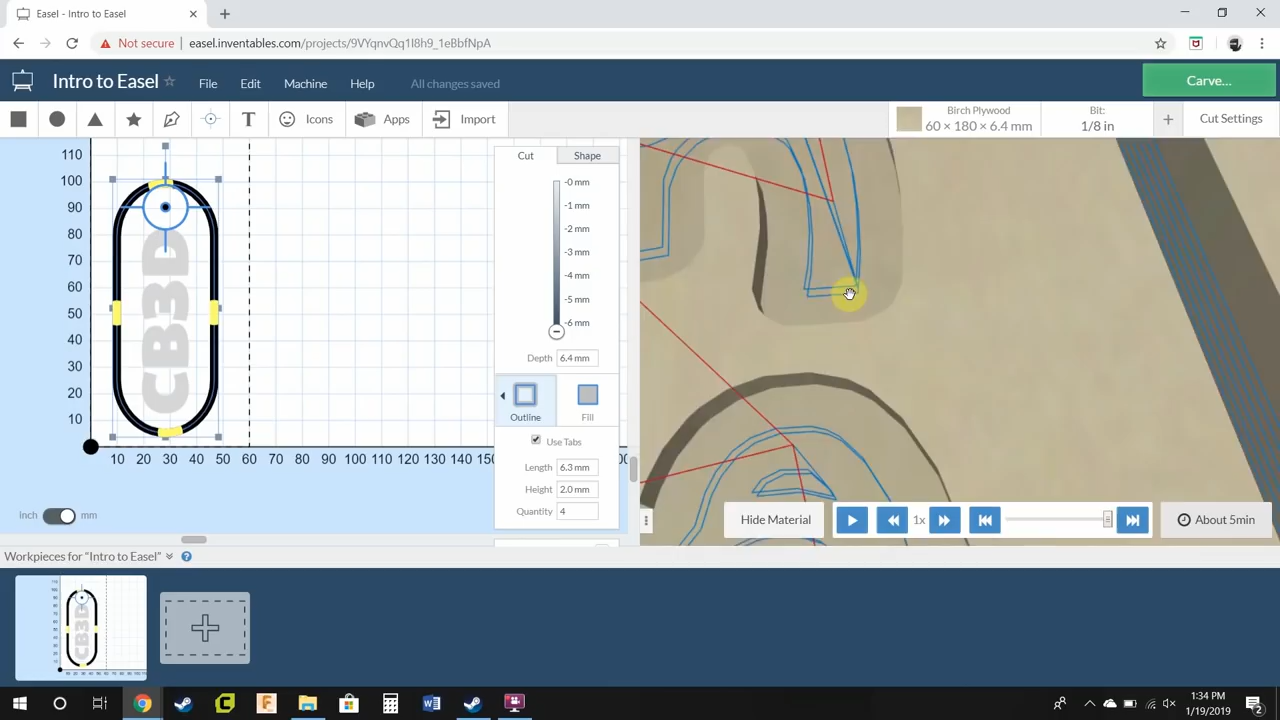 Easel - Intro to Easel
Not secure
easel.inventables.com/projects/9VYqnvQq1I8h9_1eBbfNpA
Intro to Easel
File
Edit
Machine
Help
All changes saved
Carve...
Icons
Apps
Import
Birch Plywood
60 × 180 × 6.4 mm
Bit:
1/8 in
Cut Settings
110
100
90
80
70
60
50
40
30
20
10
CB3D
10
20
30
40
50
60
70
80
90
100
110
120
130
140
inch
mm
Cut
Shape
-0 mm
-1 mm
-2 mm
-3 mm
-4 mm
-5 mm
-6 mm
Depth
6.4 mm
Outline
Fill
Use Tabs
Length
6.3 mm
Height
2.0 mm
Quantity
4
Hide Material
1x
About 5min
Workpieces for “Intro to Easel”
CB3D
1:34 PM
1/19/2019
2